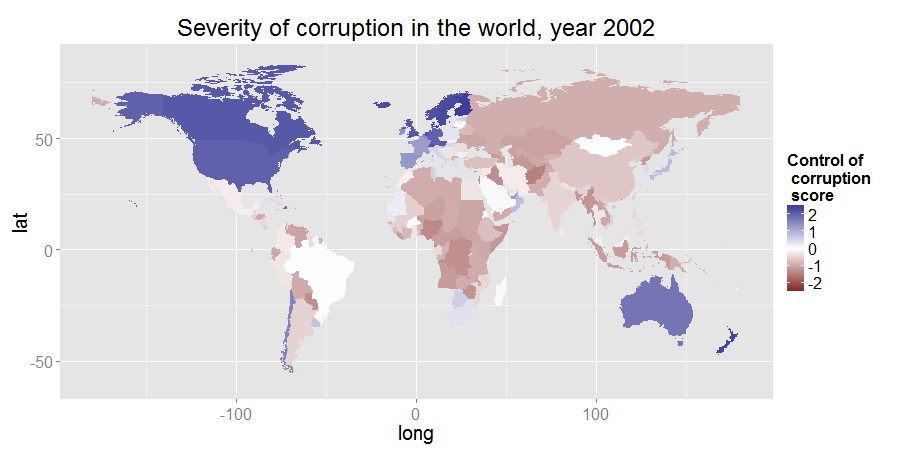 Severity of corruption in the world, year 2002
lat
50
0
-50
-100
0
100
long
Control of
corruption
score
2
1
0
-1
-2